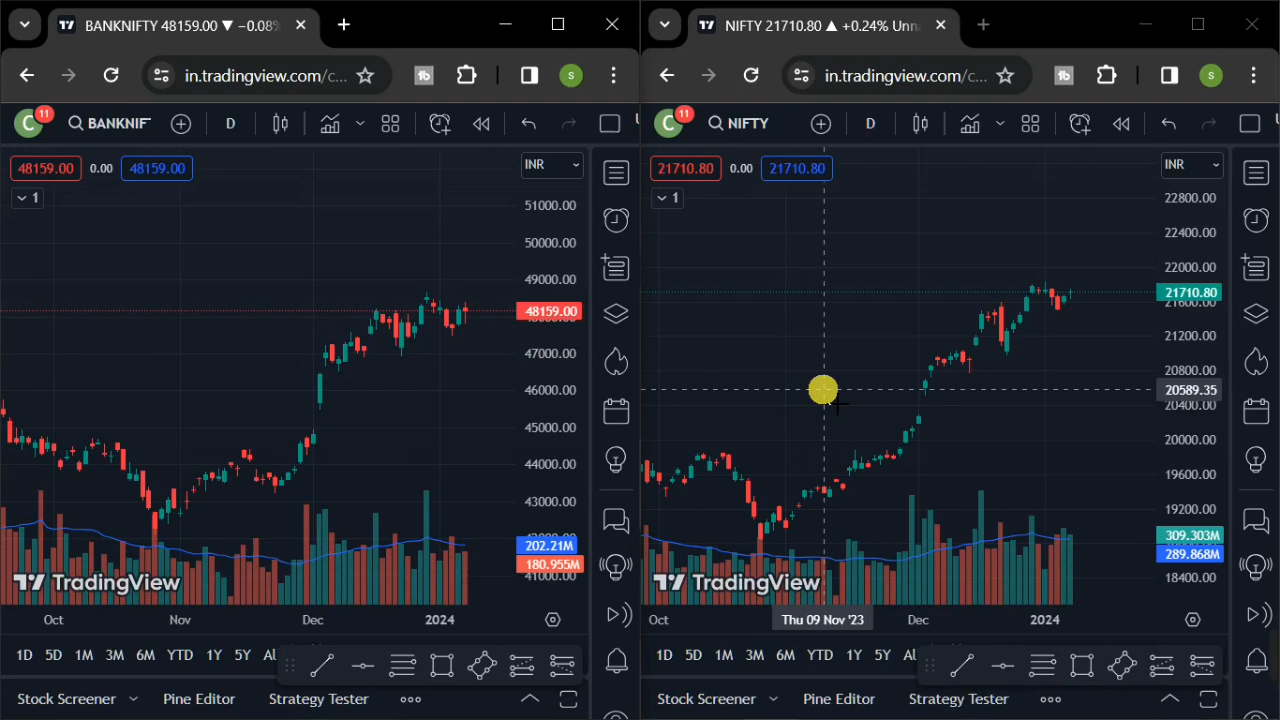 BANKNIFTY 48159.00 ▼ −0.08%
in.tradingview.com/c...
S
C
11
BANKNIF
D
48159.00
0.00
48159.00
INR
1
51000.00
50000.00
49000.00
48159.00
47000.00
46000.00
45000.00
44000.00
43000.00
202.21M
180.955M
41000.00
TradingView
Oct
Nov
Dec
2024
1D
5D
1M
3M
6M
YTD
1Y
5Y
Stock Screener
Pine Editor
Strategy Tester
NIFTY 21710.80 ▲ +0.24% Unn
in.tradingview.com/c...
S
C
11
NIFTY
D
21710.80
0.00
21710.80
INR
1
22800.00
22400.00
22000.00
21710.80
21600.00
21200.00
20800.00
20589.35
20400.00
20000.00
19600.00
19200.00
309.303M
289.868M
18400.00
TradingView
Oct
Thu 09 Nov '23
Dec
2024
1D
5D
1M
3M
6M
YTD
1Y
5Y
Stock Screener
Pine Editor
Strategy Tester